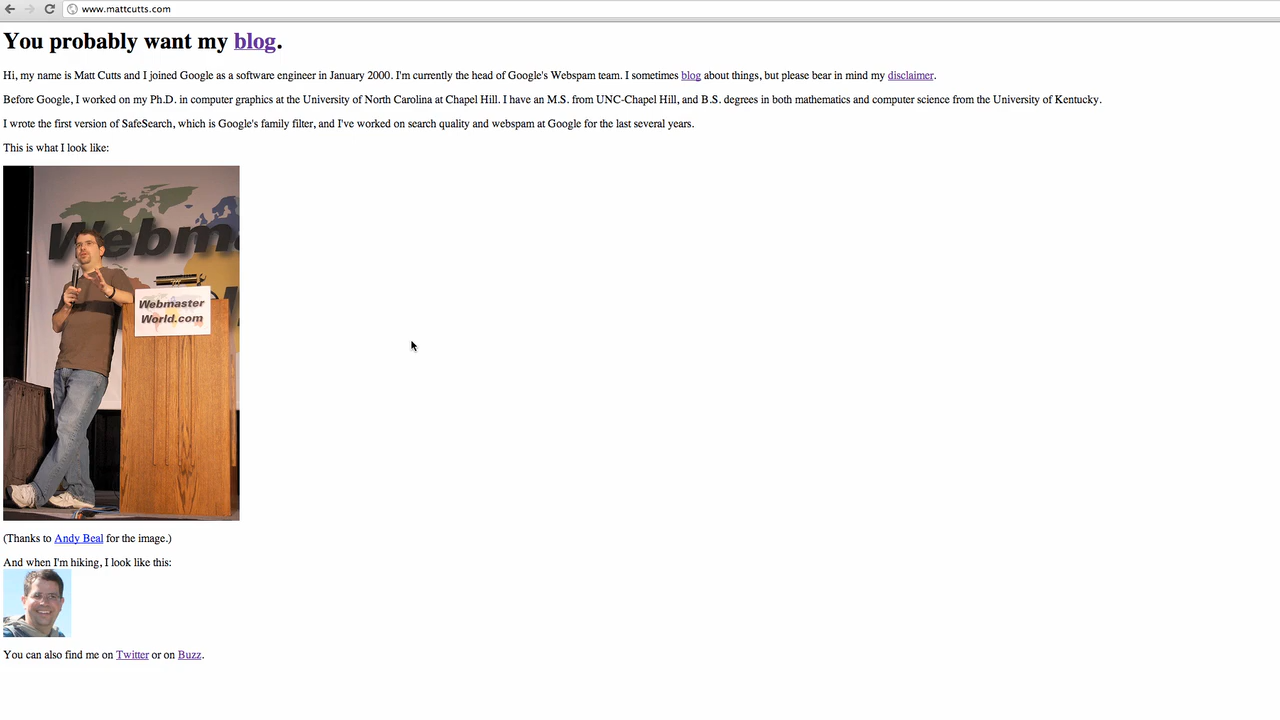 www.mattcutts.com
You probably want my blog.
Hi, my name is Matt Cutts and I joined Google as a software engineer in January 2000. I'm currently the head of Google's Webspam team. I sometimes blog about things, but please bear in mind my disclaimer.
Before Google, I worked on my Ph.D. in computer graphics at the University of North Carolina at Chapel Hill. I have an M.S. from UNC-Chapel Hill, and B.S. degrees in both mathematics and computer science from the University of Kentucky.
I wrote the first version of SafeSearch, which is Google's family filter, and I've worked on search quality and webspam at Google for the last several years.
This is what I look like:
Webma
Webmaster
World.com
(Thanks to Andy Beal for the image.)
And when I'm hiking, I look like this:
You can also find me on Twitter or on Buzz.